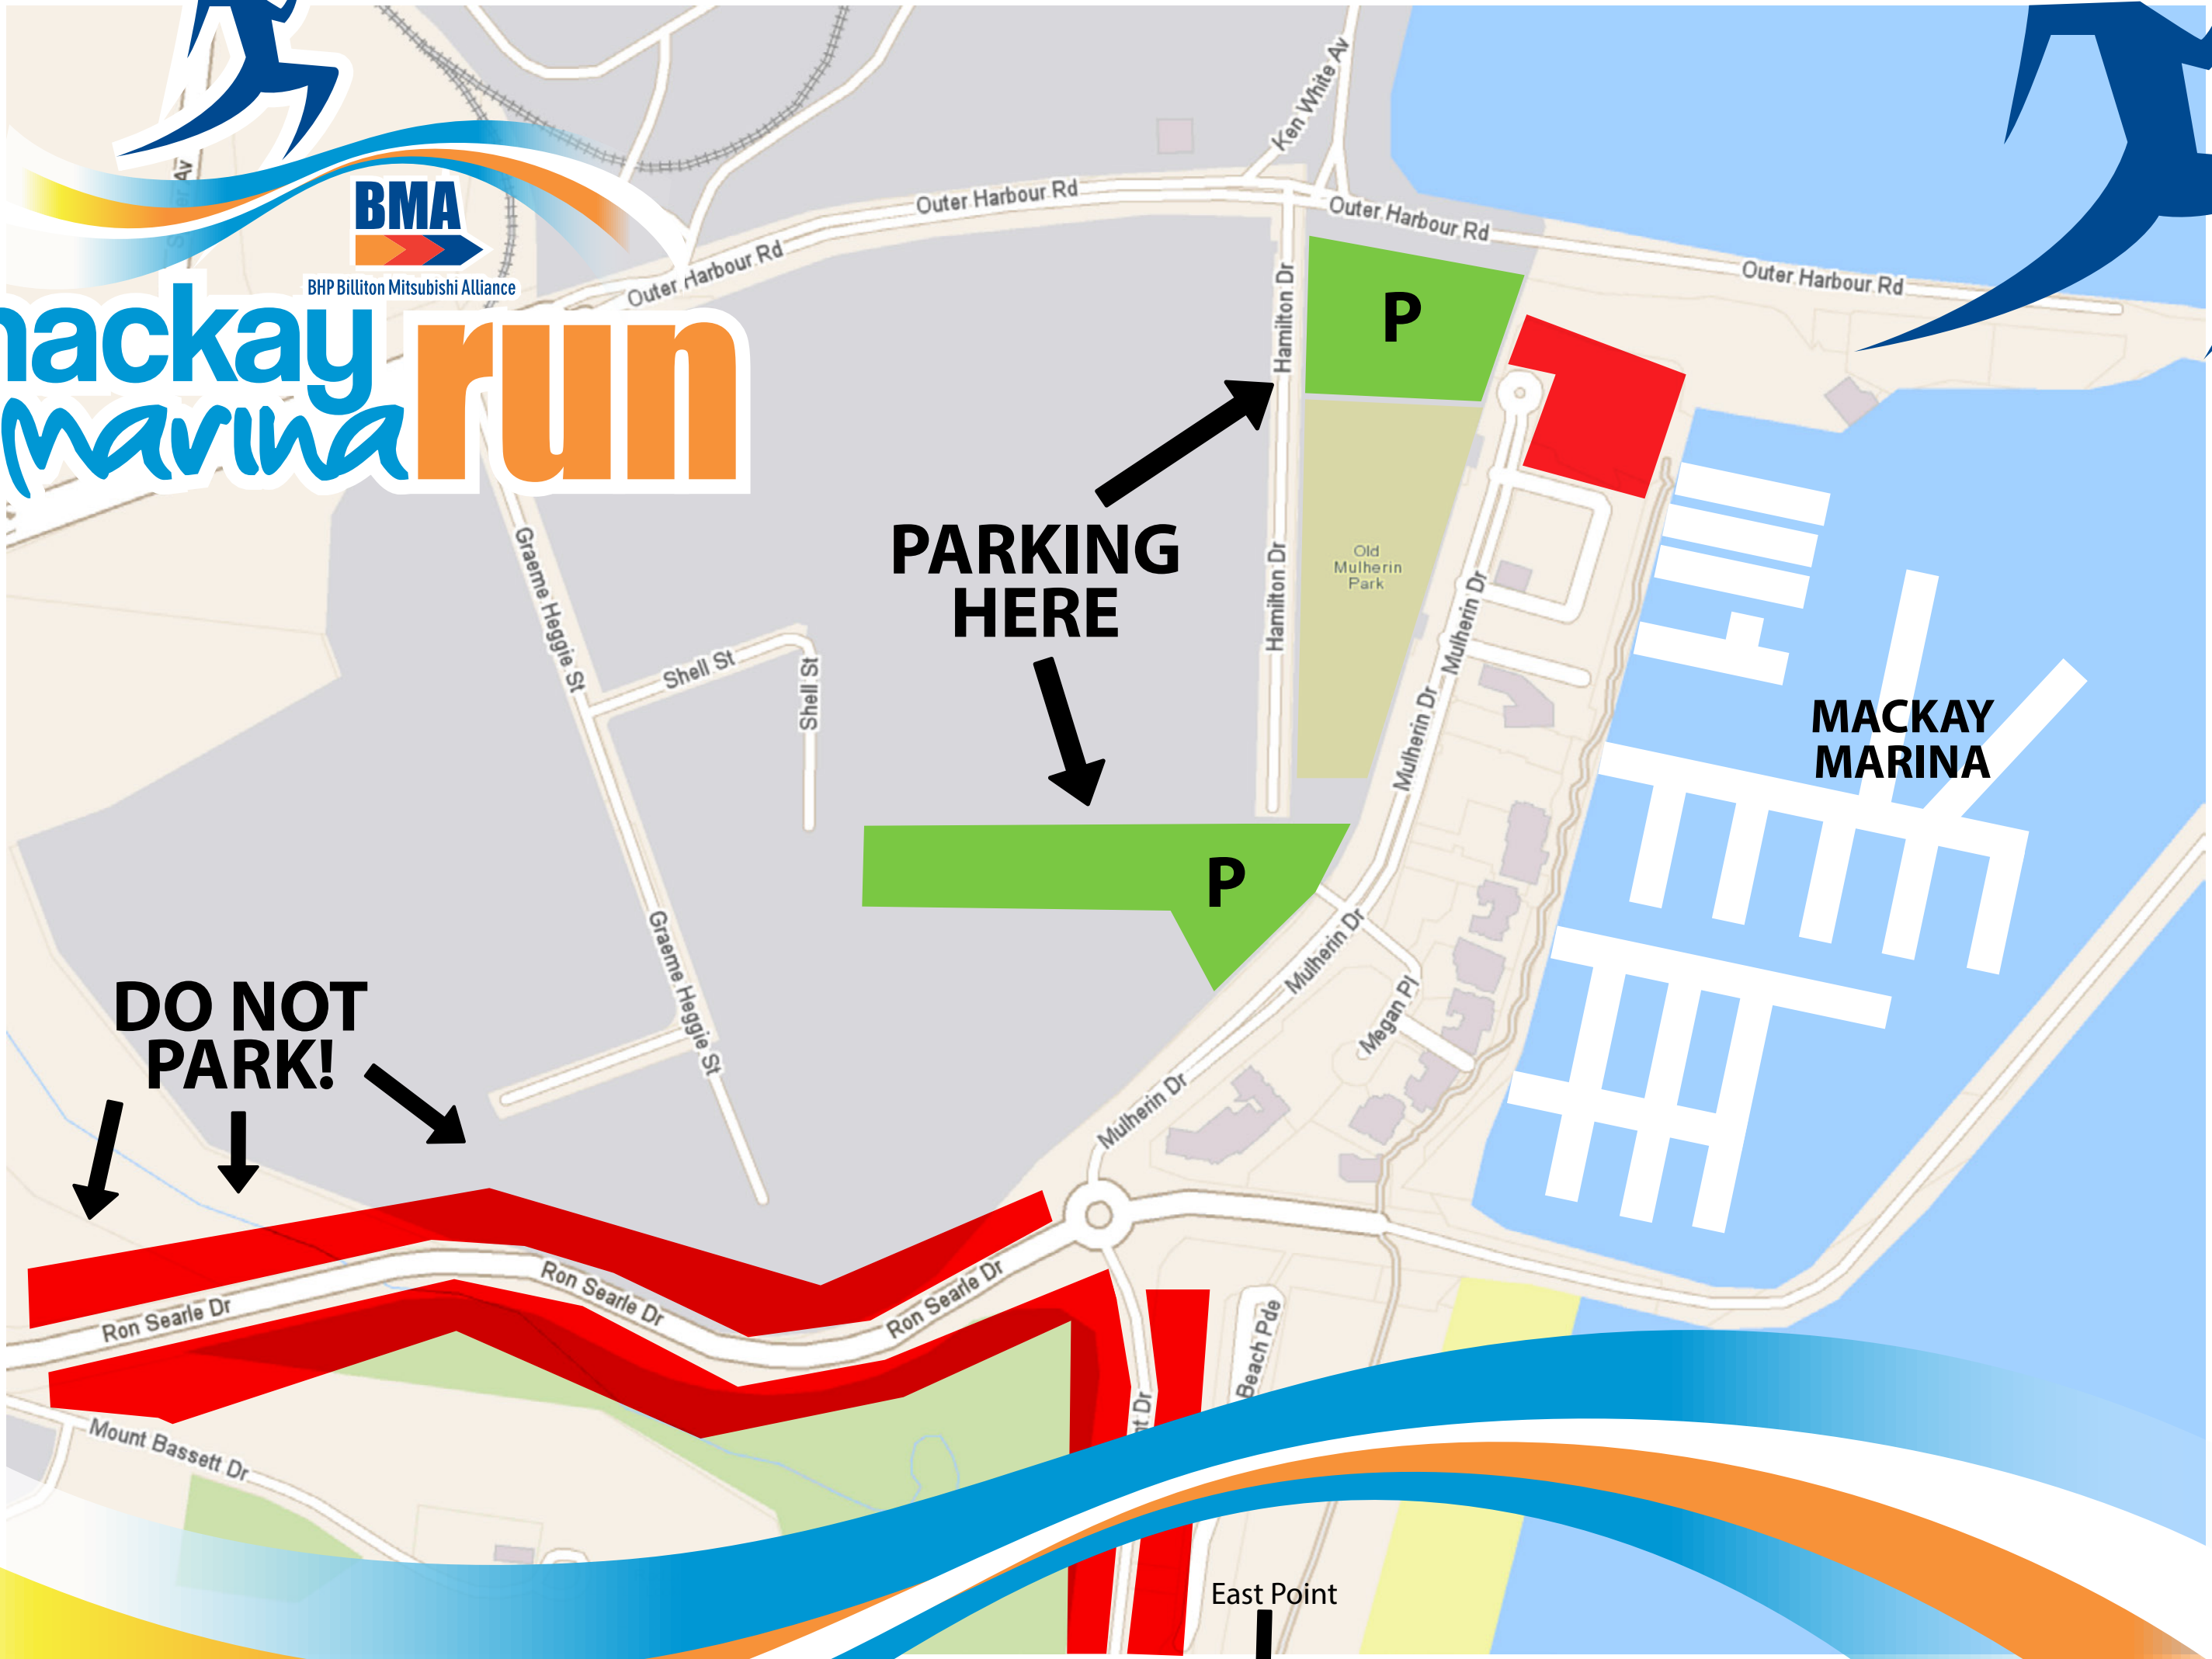 BMA
BHP Billiton Mitsubishi Alliance
mackay
marina
run
Ken White Av
Outer Harbour Rd
Outer Harbour Rd
Outer Harbour Rd
Outer Harbour Rd
Hamilton Dr
P
PARKING
HERE
Hamilton Dr
Old
Mulherin
Park
Mulherin Dr
Graeme Heggie St
Shell St
Shell St
Mulherin Dr
MACKAY
MARINA
P
Mulherin Dr
Graeme Heggie St
Megan Pl
DO NOT
PARK!
Mulherin Dr
Ron Searle Dr
Ron Searle Dr
Ron Searle Dr
Beach Pde
Dr
Mount Bassett Dr
East Point